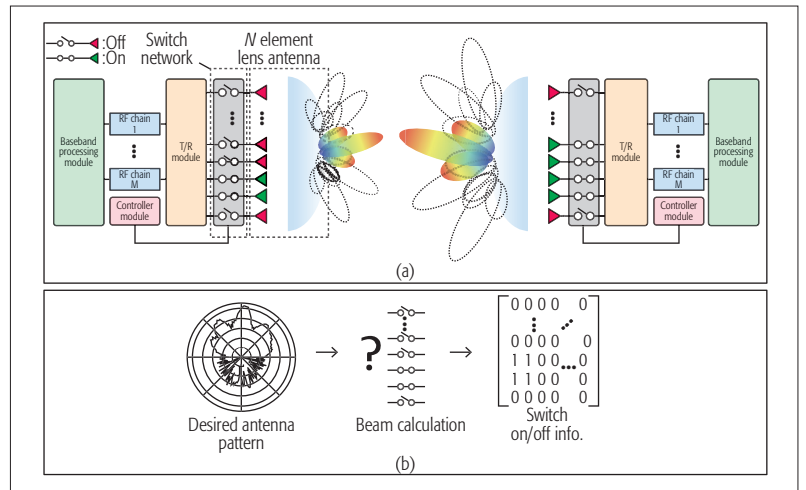 :Off
:On
Switch
network
N element
lens antenna
Baseband
processing
module
RF chain
1
RF chain
M
Controller
module
T/R
module
T/R
module
RF chain
1
RF chain
M
Controller
module
Baseband
processing
module
(a)
?
0 0 0 0 0
0 0 0 0 0
1 1 0 0 0
1 1 0 0 0
0 0 0 0 0
Desired antenna
pattern
Beam calculation
Switch
on/off info.
(b)